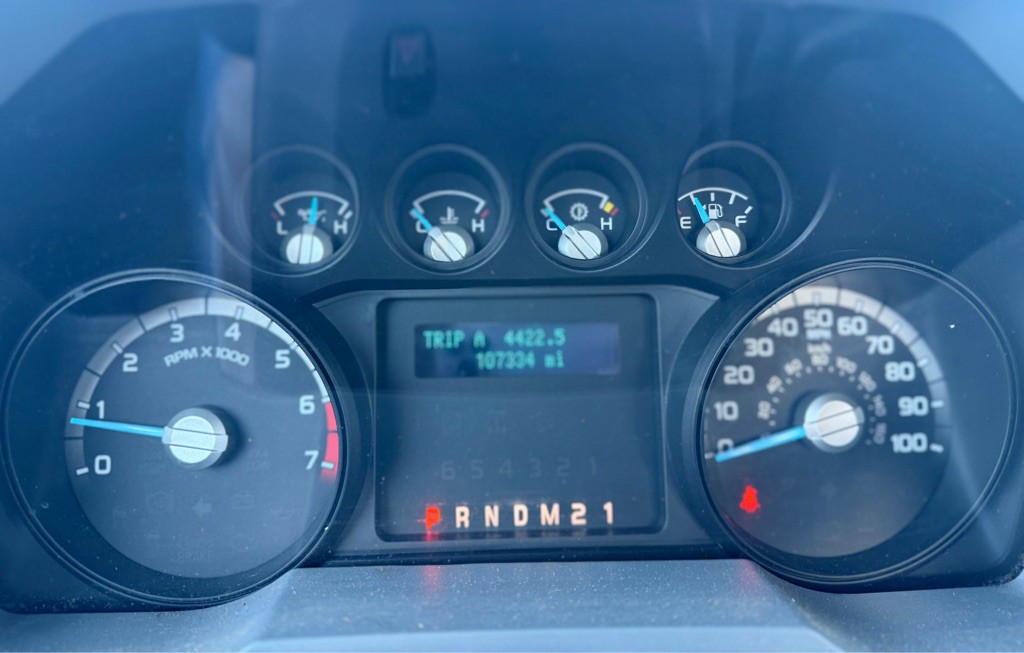 L H
C H
C H
E F
0 1 2 3 4 5 6 7
RPM X 1000
TRIP A 4422.5
107334 mi
6 5 4 3 2 1
P R N D M 2 1
0 10 20 30 40 50 60 70 80 90 100
MPH
km/h